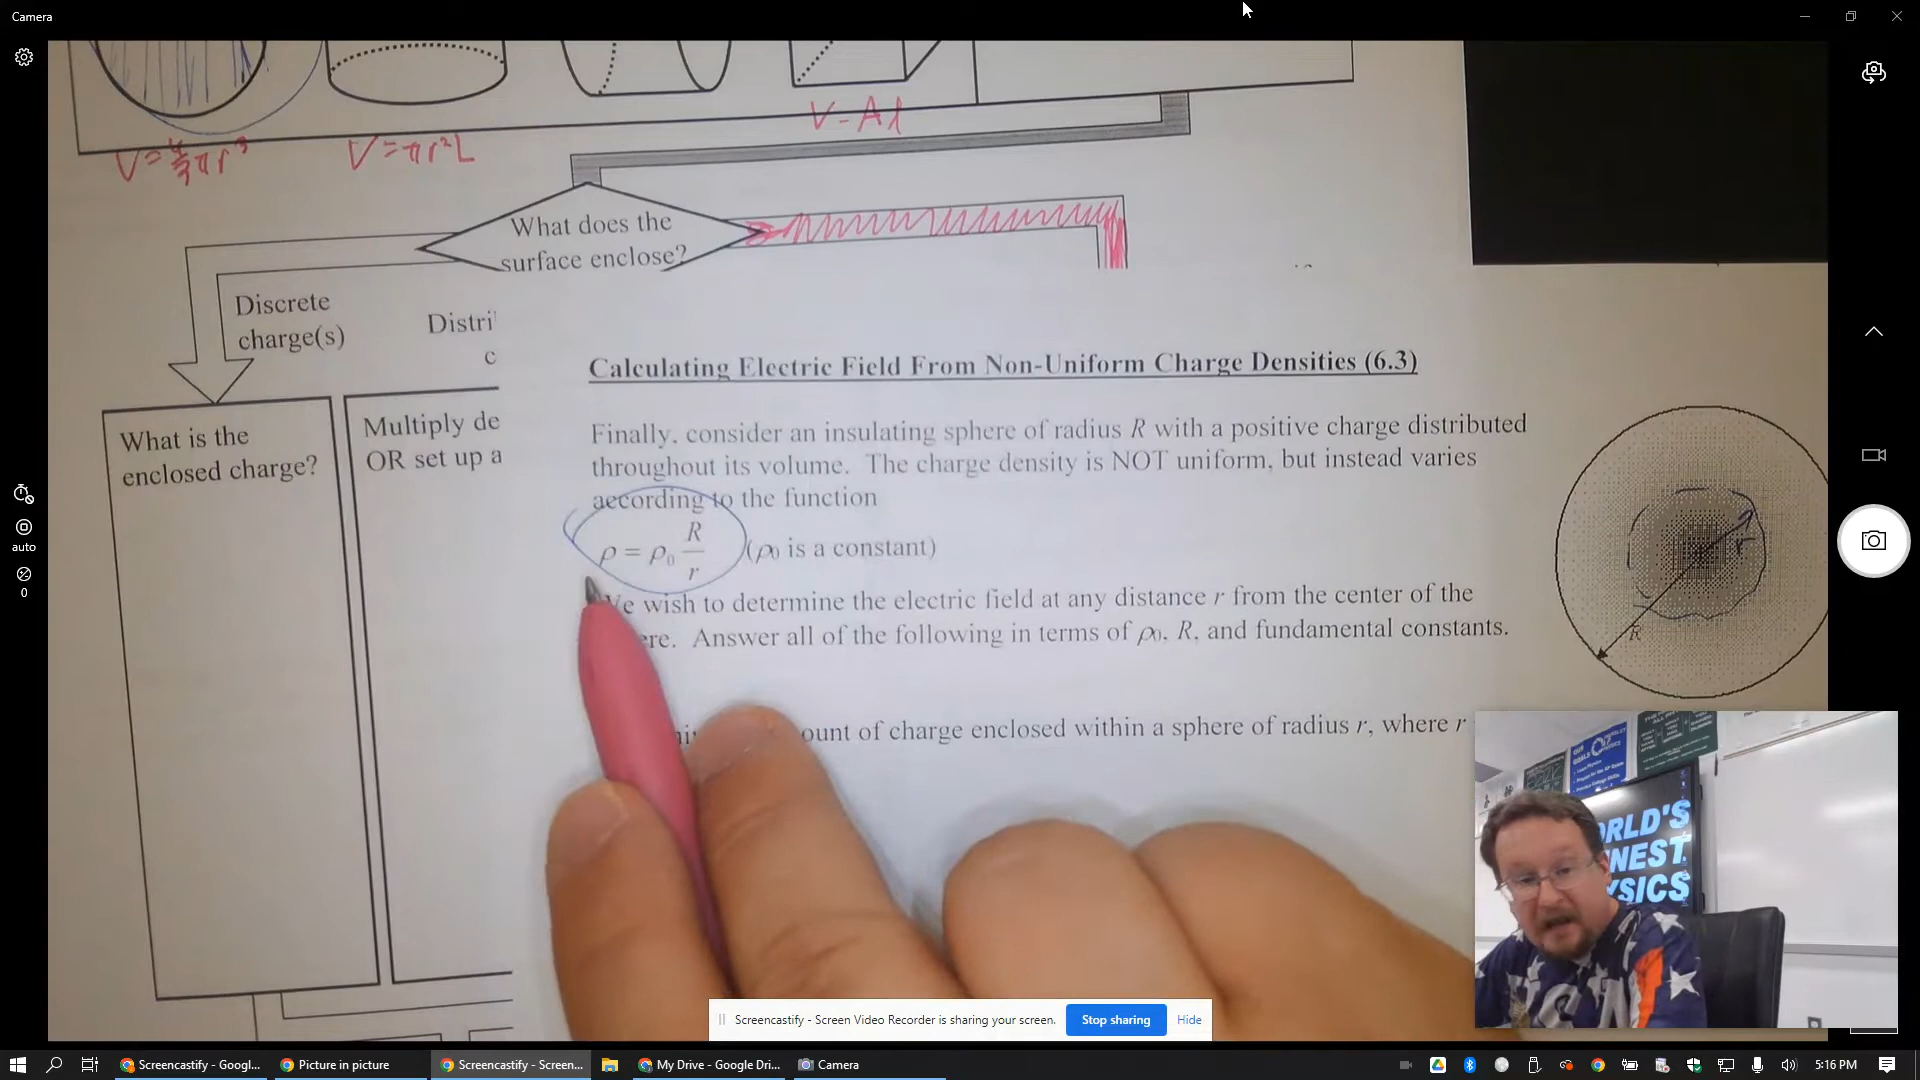 Camera
V = 4/3 π r³
V = π r² L
V - A l
What does the
surface enclose?
Discrete
charge(s)
Distri
c
What is the
enclosed charge?
Multiply de
OR set up a
Calculating Electric Field From Non-Uniform Charge Densities (6.3)
Finally, consider an insulating sphere of radius R with a positive charge distributed
throughout its volume. The charge density is NOT uniform, but instead varies
according to the function
ρ = ρ₀ R/r (ρ₀ is a constant)
We wish to determine the electric field at any distance r from the center of the
ere. Answer all of the following in terms of ρ₀, R, and fundamental constants.
ount of charge enclosed within a sphere of radius r, where r
r
R
auto
0
ORLD'S
NEST
YSICS
Screencastify - Screen Video Recorder is sharing your screen.
Stop sharing
Hide
Screencastify - Googl...
Picture in picture
Screencastify - Screen...
My Drive - Google Dri...
Camera
5:16 PM